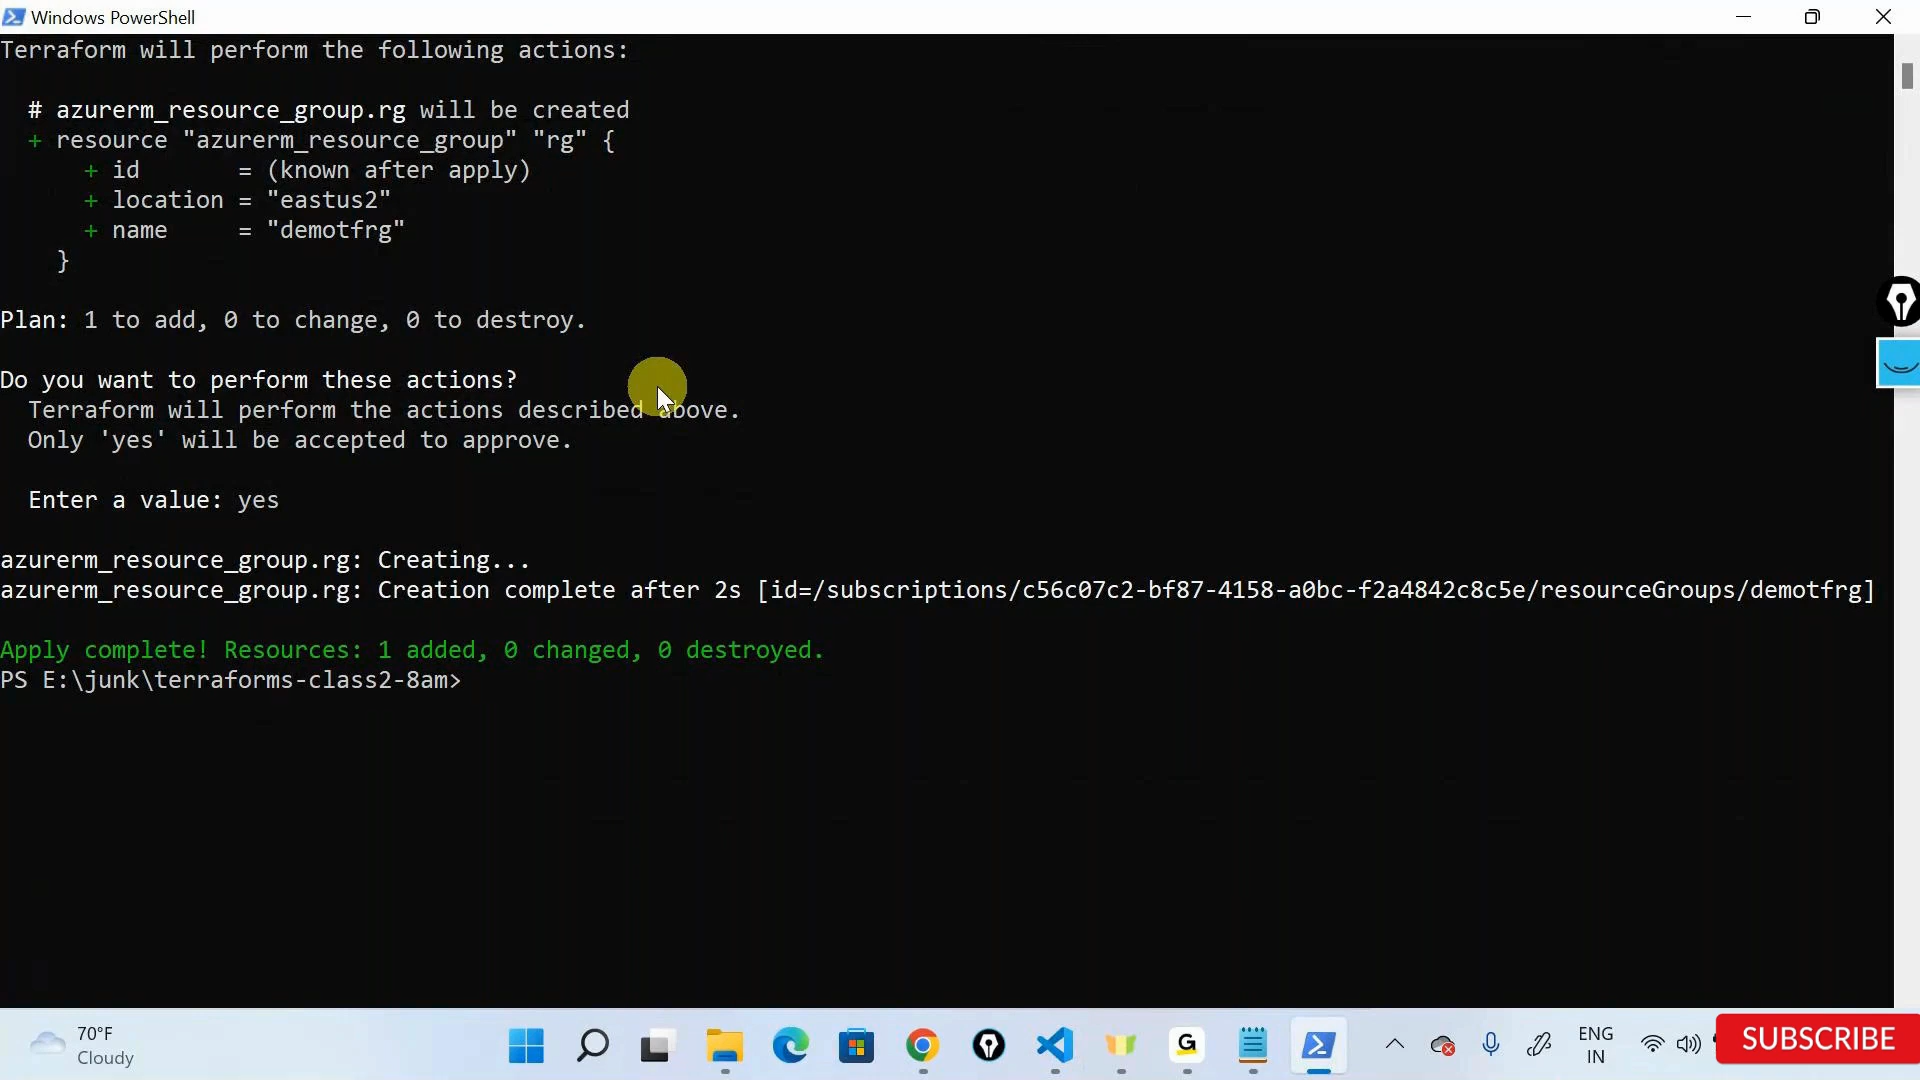 Windows PowerShell
Terraform will perform the following actions:
# azurerm_resource_group.rg will be created
+ resource "azurerm_resource_group" "rg" {
+ id = (known after apply)
+ location = "eastus2"
+ name = "demotfrg"
}
Plan: 1 to add, 0 to change, 0 to destroy.
Do you want to perform these actions?
Terraform will perform the actions described above.
Only 'yes' will be accepted to approve.
Enter a value: yes
azurerm_resource_group.rg: Creating...
azurerm_resource_group.rg: Creation complete after 2s [id=/subscriptions/c56c07c2-bf87-4158-a0bc-f2a4842c8c5e/resourceGroups/demotfrg]
Apply complete! Resources: 1 added, 0 changed, 0 destroyed.
PS E:\junk\terraforms-class2-8am>
70°F
Cloudy
G
ENG
IN
SUBSCRIBE